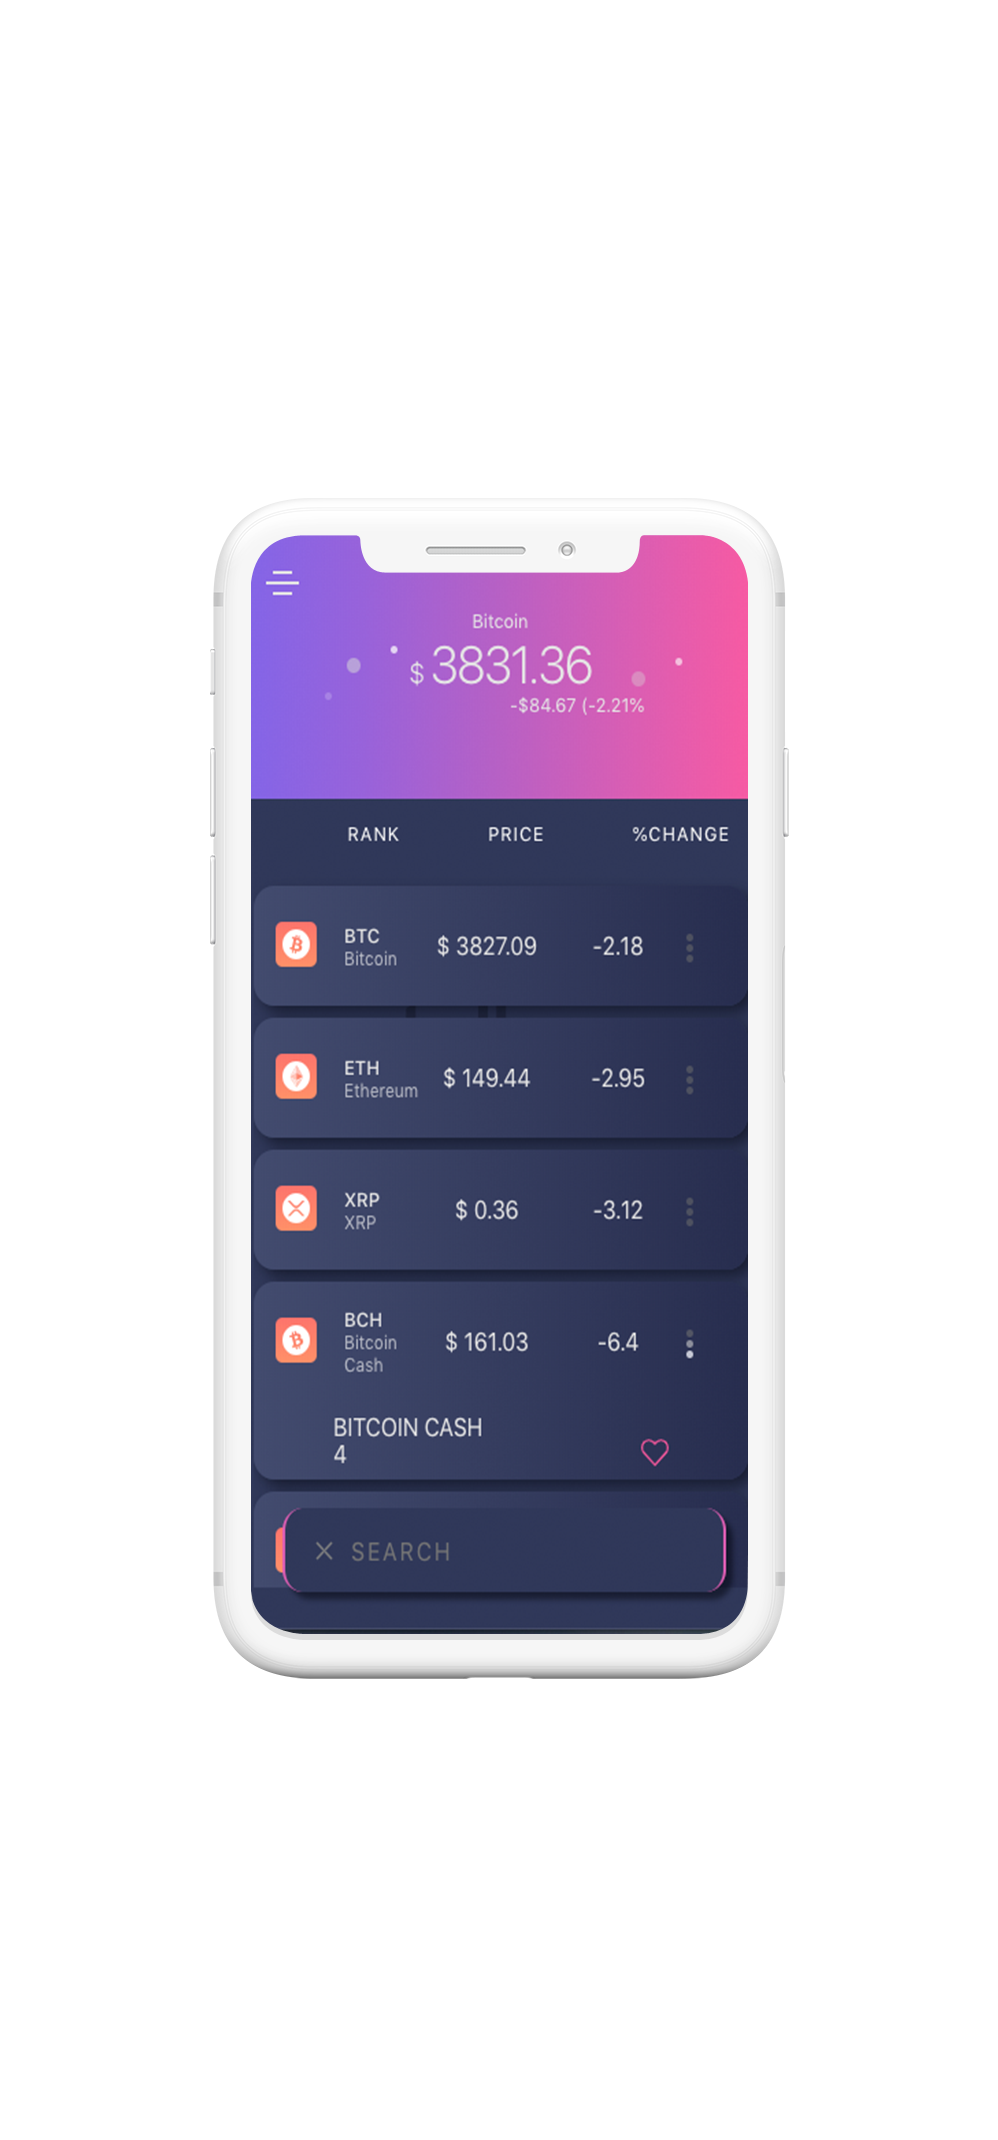 Bitcoin
$ 3831.36
-$84.67 (-2.21%
RANK PRICE %CHANGE
BTC
Bitcoin
$ 3827.09 -2.18
ETH
Ethereum
$ 149.44 -2.95
XRP
XRP
$ 0.36 -3.12
BCH
Bitcoin
Cash
$ 161.03 -6.4
BITCOIN CASH
4
SEARCH